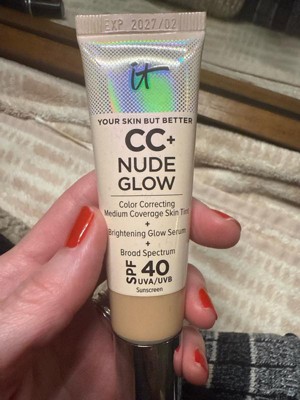 EXP 2027/02
it
YOUR SKIN BUT BETTER
CC+
NUDE
GLOW
Color Correcting
Medium Coverage Skin Tint
+
Brightening Glow Serum
+
Broad Spectrum
SPF 40
UVA/UVB
Sunscreen